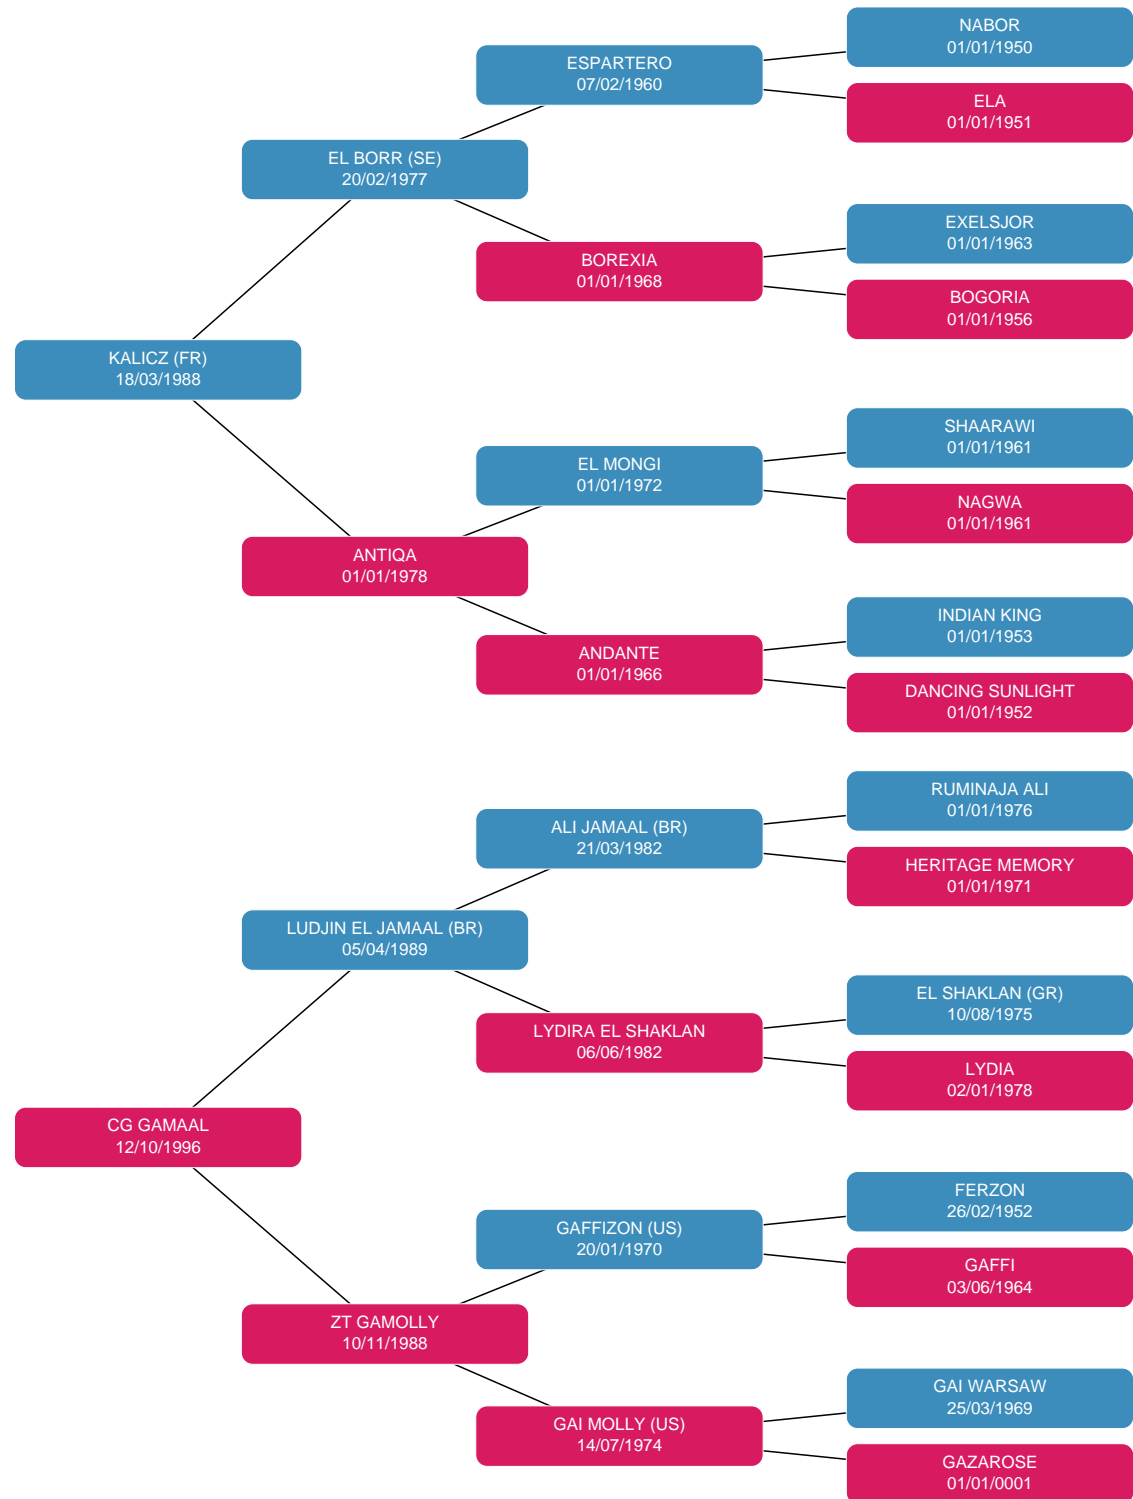 NABOR
01/01/1950
ESPARTERO
07/02/1960
ELA
01/01/1951
EL BORR (SE)
20/02/1977
EXELSJOR
01/01/1963
BOREXIA
01/01/1968
BOGORIA
01/01/1956
KALICZ (FR)
18/03/1988
SHAARAWI
01/01/1961
EL MONGI
01/01/1972
NAGWA
01/01/1961
ANTIQA
01/01/1978
INDIAN KING
01/01/1953
ANDANTE
01/01/1966
DANCING SUNLIGHT
01/01/1952
RUMINAJA ALI
01/01/1976
ALI JAMAAL (BR)
21/03/1982
HERITAGE MEMORY
01/01/1971
LUDJIN EL JAMAAL (BR)
05/04/1989
EL SHAKLAN (GR)
10/08/1975
LYDIRA EL SHAKLAN
06/06/1982
LYDIA
02/01/1978
CG GAMAAL
12/10/1996
FERZON
26/02/1952
GAFFIZON (US)
20/01/1970
GAFFI
03/06/1964
ZT GAMOLLY
10/11/1988
GAI WARSAW
25/03/1969
GAI MOLLY (US)
14/07/1974
GAZAROSE
01/01/0001